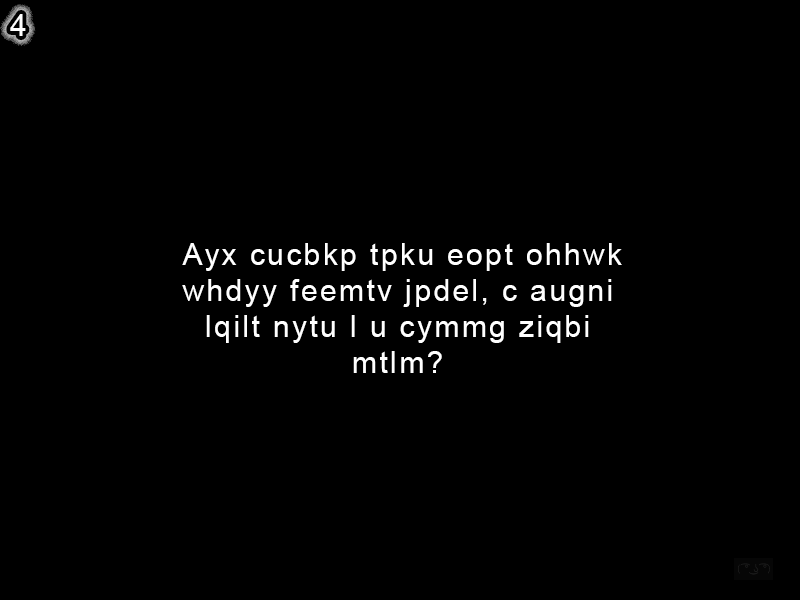 4
Ayx cucbkp tpku eopt ohhwk
whdyy feemtv jpdel, c augni
lqilt nytu l u cymmg ziqbi
mtlm?